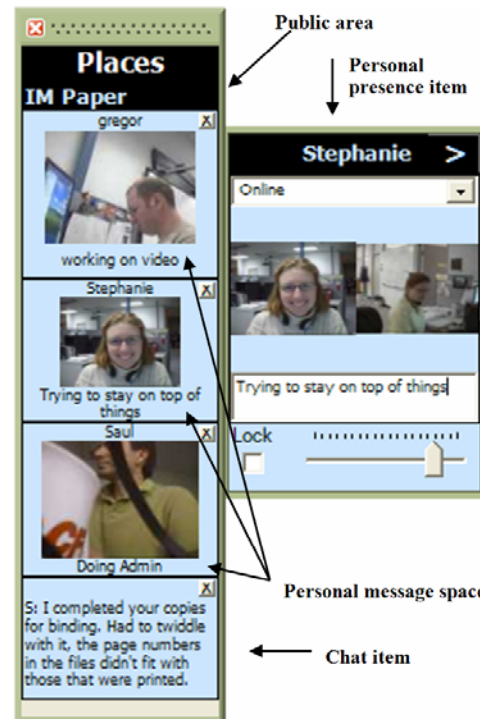 Public area
Personal
presence item
Places
IM Paper
gregor
X
working on video
Stephanie
X
Trying to stay on top of
things
Saul
X
Doing Admin
X
S: I completed your copies
for binding. Had to twiddle
with it, the page numbers
in the files didn't fit with
those that were printed.
Stephanie >
Online
Trying to stay on top of things
Lock
Personal message space
Chat item